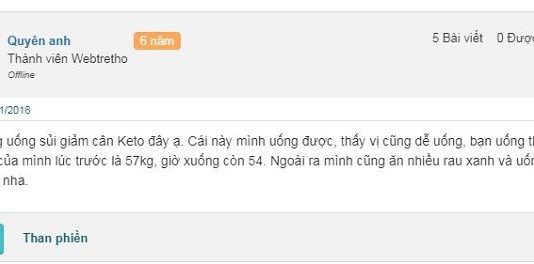 Quyên anh 6 năm 5 Bài viết 0 Được
Thành viên Webtretho
Offline
1/2018
uống sủi giảm cân Keto đây ạ. Cái này mình uống được, thấy vị cũng dễ uống, bạn uống
của mình lúc trước là 57kg, giờ xuống còn 54. Ngoài ra mình cũng ăn nhiều rau xanh và
nha.
Than phiền